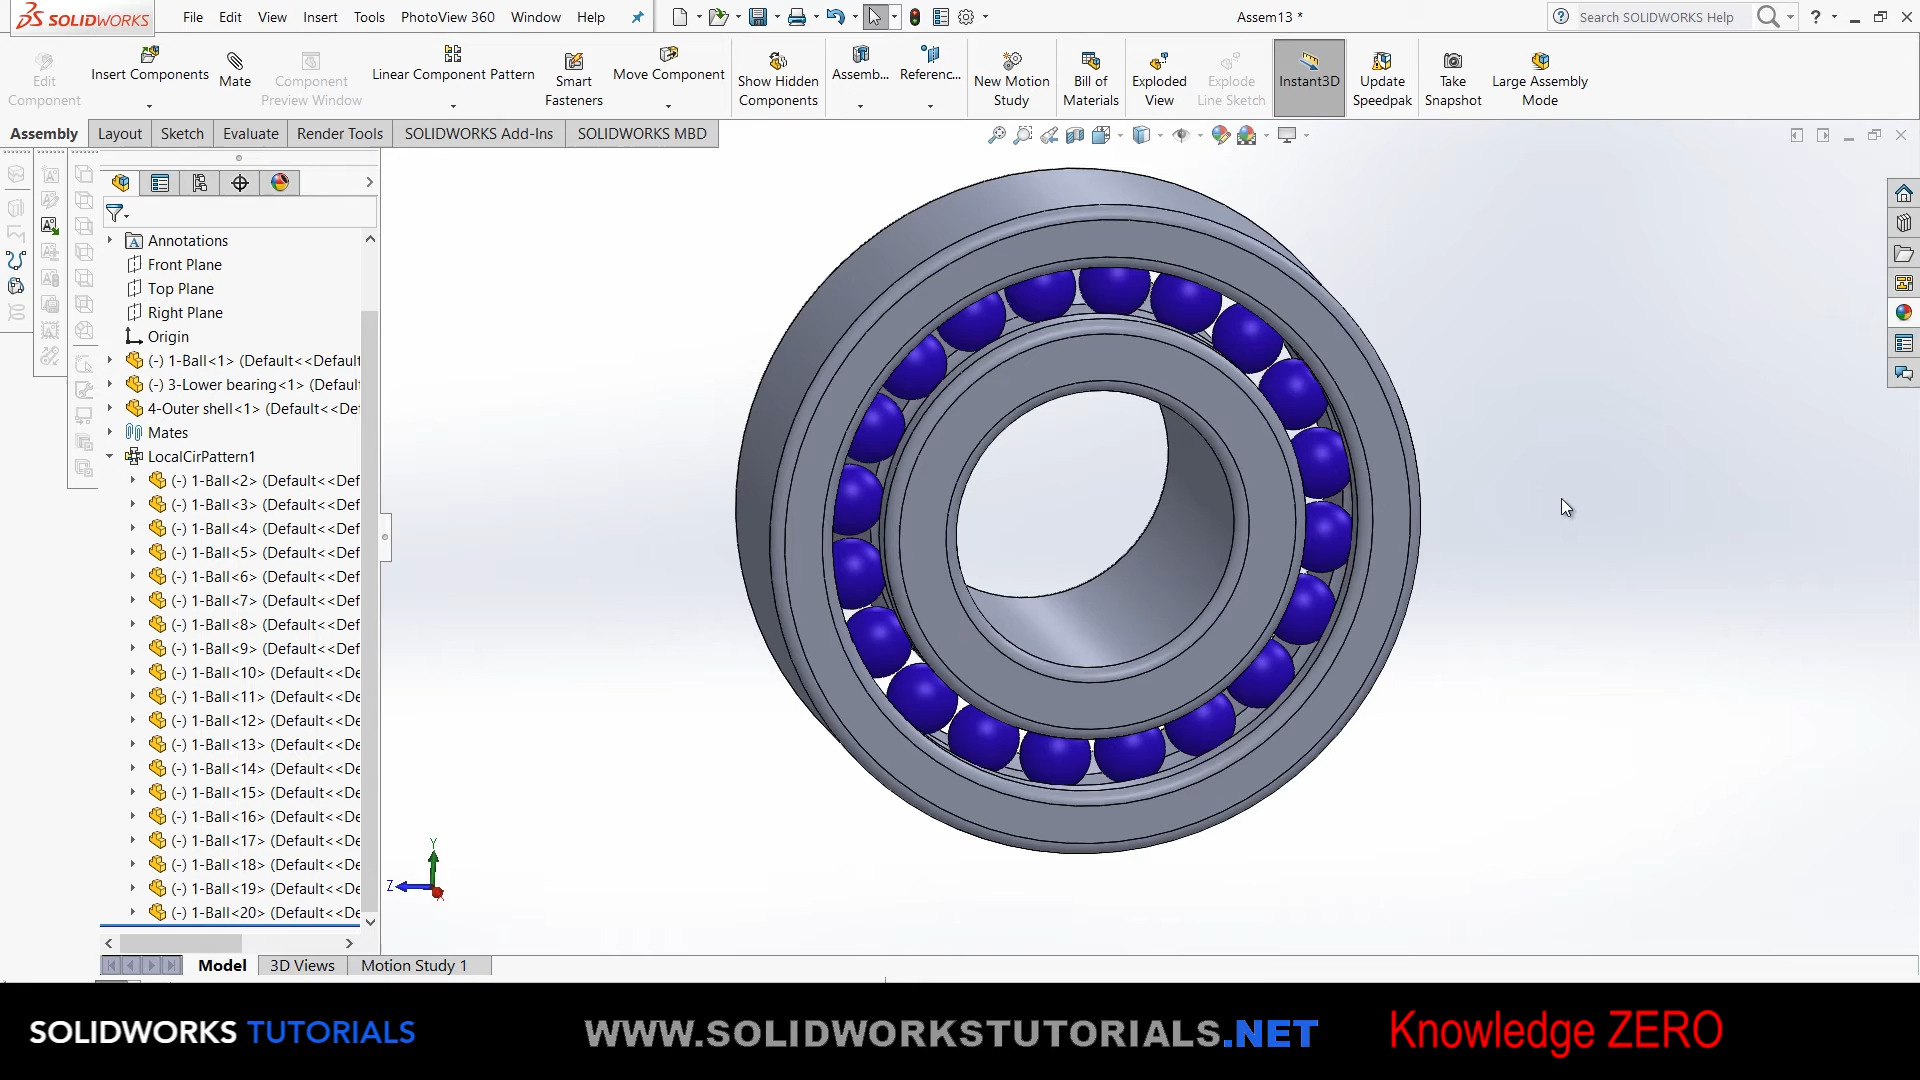 SOLIDWORKS File Edit View Insert Tools PhotoView 360 Window Help Assem13 * Search SOLIDWORKS Help
Edit Component
Insert Components
Mate
Component Preview Window
Linear Component Pattern
Smart Fasteners
Move Component
Show Hidden Components
Assemb...
Referenc...
New Motion Study
Bill of Materials
Exploded View
Explode Line Sketch
Instant3D
Update Speedpak
Take Snapshot
Large Assembly Mode
Assembly Layout Sketch Evaluate Render Tools SOLIDWORKS Add-Ins SOLIDWORKS MBD
Annotations
Front Plane
Top Plane
Right Plane
Origin
(-) 1-Ball<1> (Default<<Default
(-) 3-Lower bearing<1> (Defaul
4-Outer shell<1> (Default<<De
Mates
LocalCirPattern1
(-) 1-Ball<2> (Default<<Def
(-) 1-Ball<3> (Default<<Def
(-) 1-Ball<4> (Default<<Def
(-) 1-Ball<5> (Default<<Def
(-) 1-Ball<6> (Default<<Def
(-) 1-Ball<7> (Default<<Def
(-) 1-Ball<8> (Default<<Def
(-) 1-Ball<9> (Default<<Def
(-) 1-Ball<10> (Default<<De
(-) 1-Ball<11> (Default<<De
(-) 1-Ball<12> (Default<<De
(-) 1-Ball<13> (Default<<De
(-) 1-Ball<14> (Default<<De
(-) 1-Ball<15> (Default<<De
(-) 1-Ball<16> (Default<<De
(-) 1-Ball<17> (Default<<De
(-) 1-Ball<18> (Default<<De
(-) 1-Ball<19> (Default<<De
(-) 1-Ball<20> (Default<<De
Y
Z
Model 3D Views Motion Study 1
SOLIDWORKS TUTORIALS WWW.SOLIDWORKSTUTORIALS.NET Knowledge ZERO